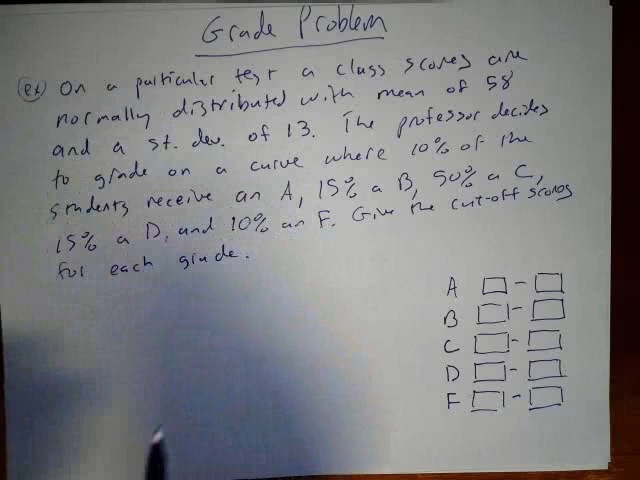 Grade Problem
(ex) On a particular test a class scores are
normally distributed with mean of 58
and a st. dev. of 13. The professor decides
to grade on a curve where 10% of the
students receive an A, 15% a B, 50% a C,
15% a D, and 10% an F. Give the cut-off scores
for each grade.
A -
B -
C -
D -
F -